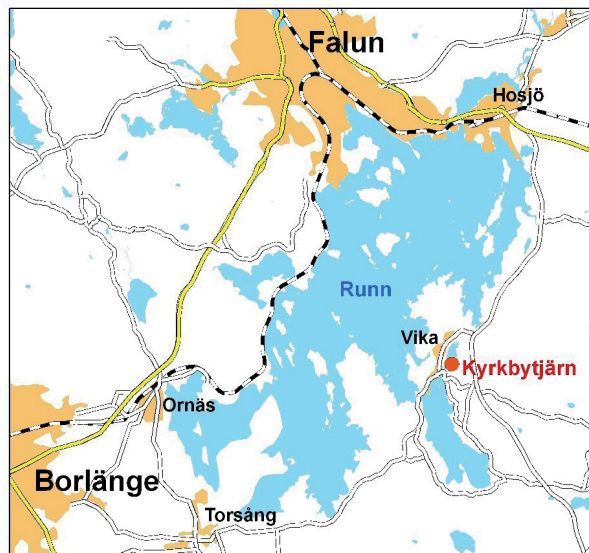 Falun
Hosjö
Runn
Vika
Kyrkbytjärn
Ornäs
Borlänge
Torsång